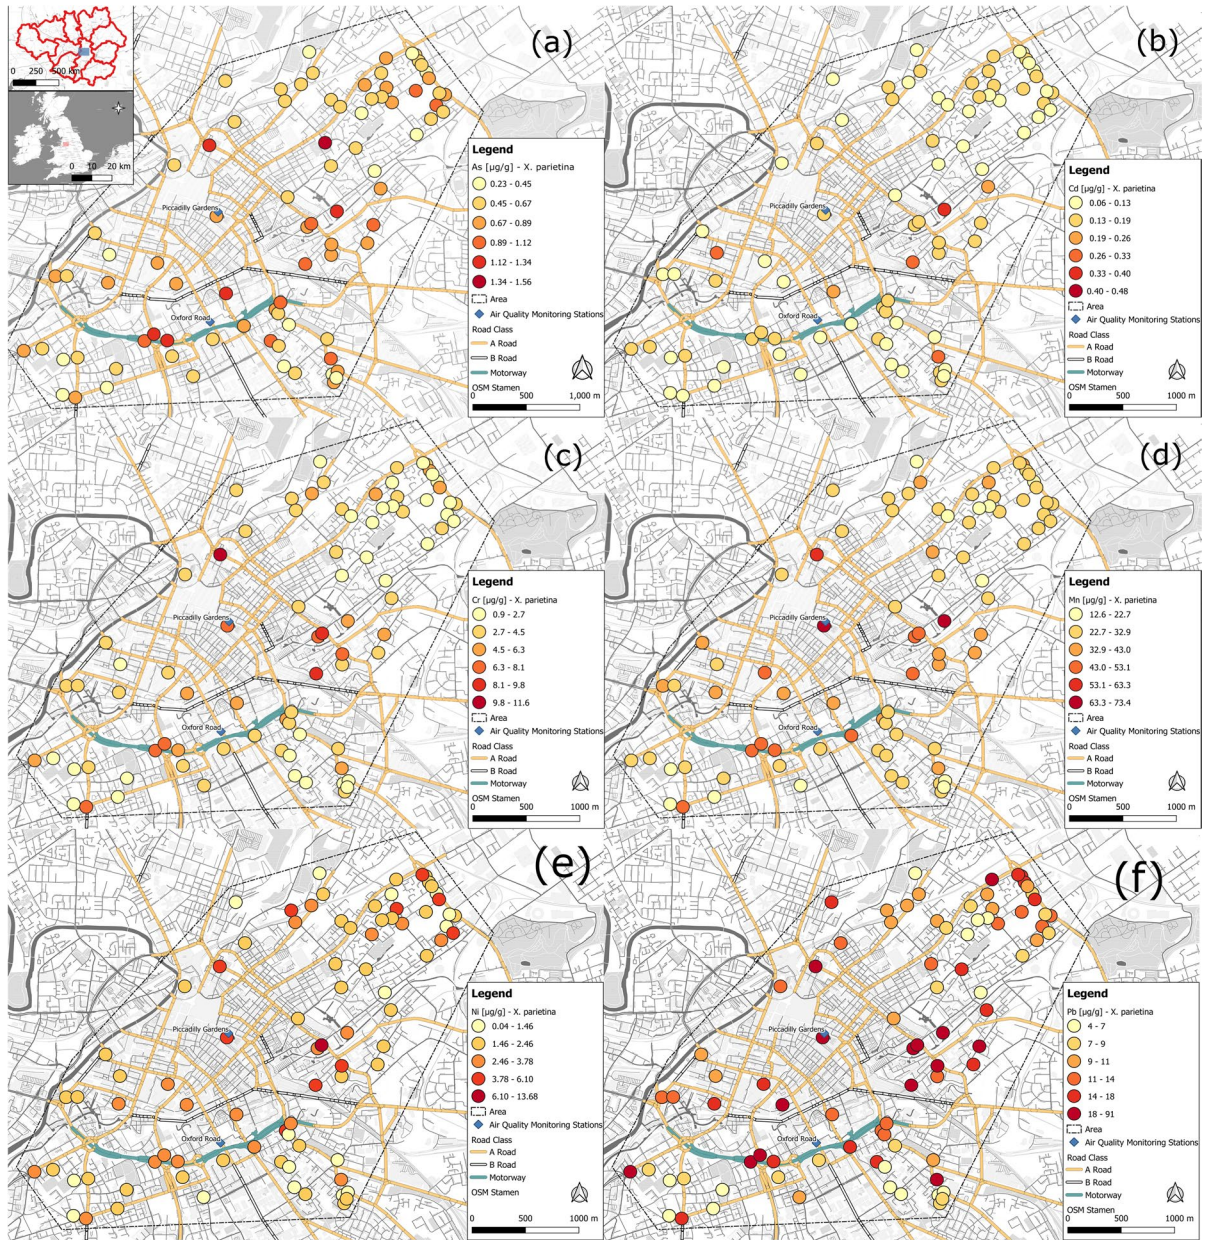 (a)
0 250 500 km
0 10 20 km
Piccadilly Gardens
Oxford Road
Legend
As [µg/g] - X. parietina
0.23 - 0.45
0.45 - 0.67
0.67 - 0.89
0.89 - 1.12
1.12 - 1.34
1.34 - 1.56
Area
Air Quality Monitoring Stations
Road Class
A Road
B Road
Motorway
OSM Stamen
0 500 1,000 m
(b)
Piccadilly Gardens
Oxford Road
Legend
Cd [µg/g] - X. parietina
0.06 - 0.13
0.13 - 0.19
0.19 - 0.26
0.26 - 0.33
0.33 - 0.40
0.40 - 0.48
Area
Air Quality Monitoring Stations
Road Class
A Road
B Road
Motorway
OSM Stamen
0 500 1000 m
(c)
Piccadilly Gardens
Oxford Road
Legend
Cr [µg/g] - X. parietina
0.9 - 2.7
2.7 - 4.5
4.5 - 6.3
6.3 - 8.1
8.1 - 9.8
9.8 - 11.6
Area
Air Quality Monitoring Stations
Road Class
A Road
B Road
Motorway
OSM Stamen
0 500 1000 m
(d)
Piccadilly Gardens
Oxford Road
Legend
Mn [µg/g] - X. parietina
12.6 - 22.7
22.7 - 32.9
32.9 - 43.0
43.0 - 53.1
53.1 - 63.3
63.3 - 73.4
Area
Air Quality Monitoring Stations
Road Class
A Road
B Road
Motorway
OSM Stamen
0 500 1000 m
(e)
Piccadilly Gardens
Oxford Road
Legend
Ni [µg/g] - X. parietina
0.04 - 1.46
1.46 - 2.46
2.46 - 3.78
3.78 - 6.10
6.10 - 13.68
Area
Air Quality Monitoring Stations
Road Class
A Road
B Road
Motorway
OSM Stamen
0 500 1000 m
(f)
Piccadilly Gardens
Oxford Road
Legend
Pb [µg/g] - X. parietina
4 - 7
7 - 9
9 - 11
11 - 14
14 - 18
18 - 91
Area
Air Quality Monitoring Stations
Road Class
A Road
B Road
Motorway
OSM Stamen
0 500 1000 m